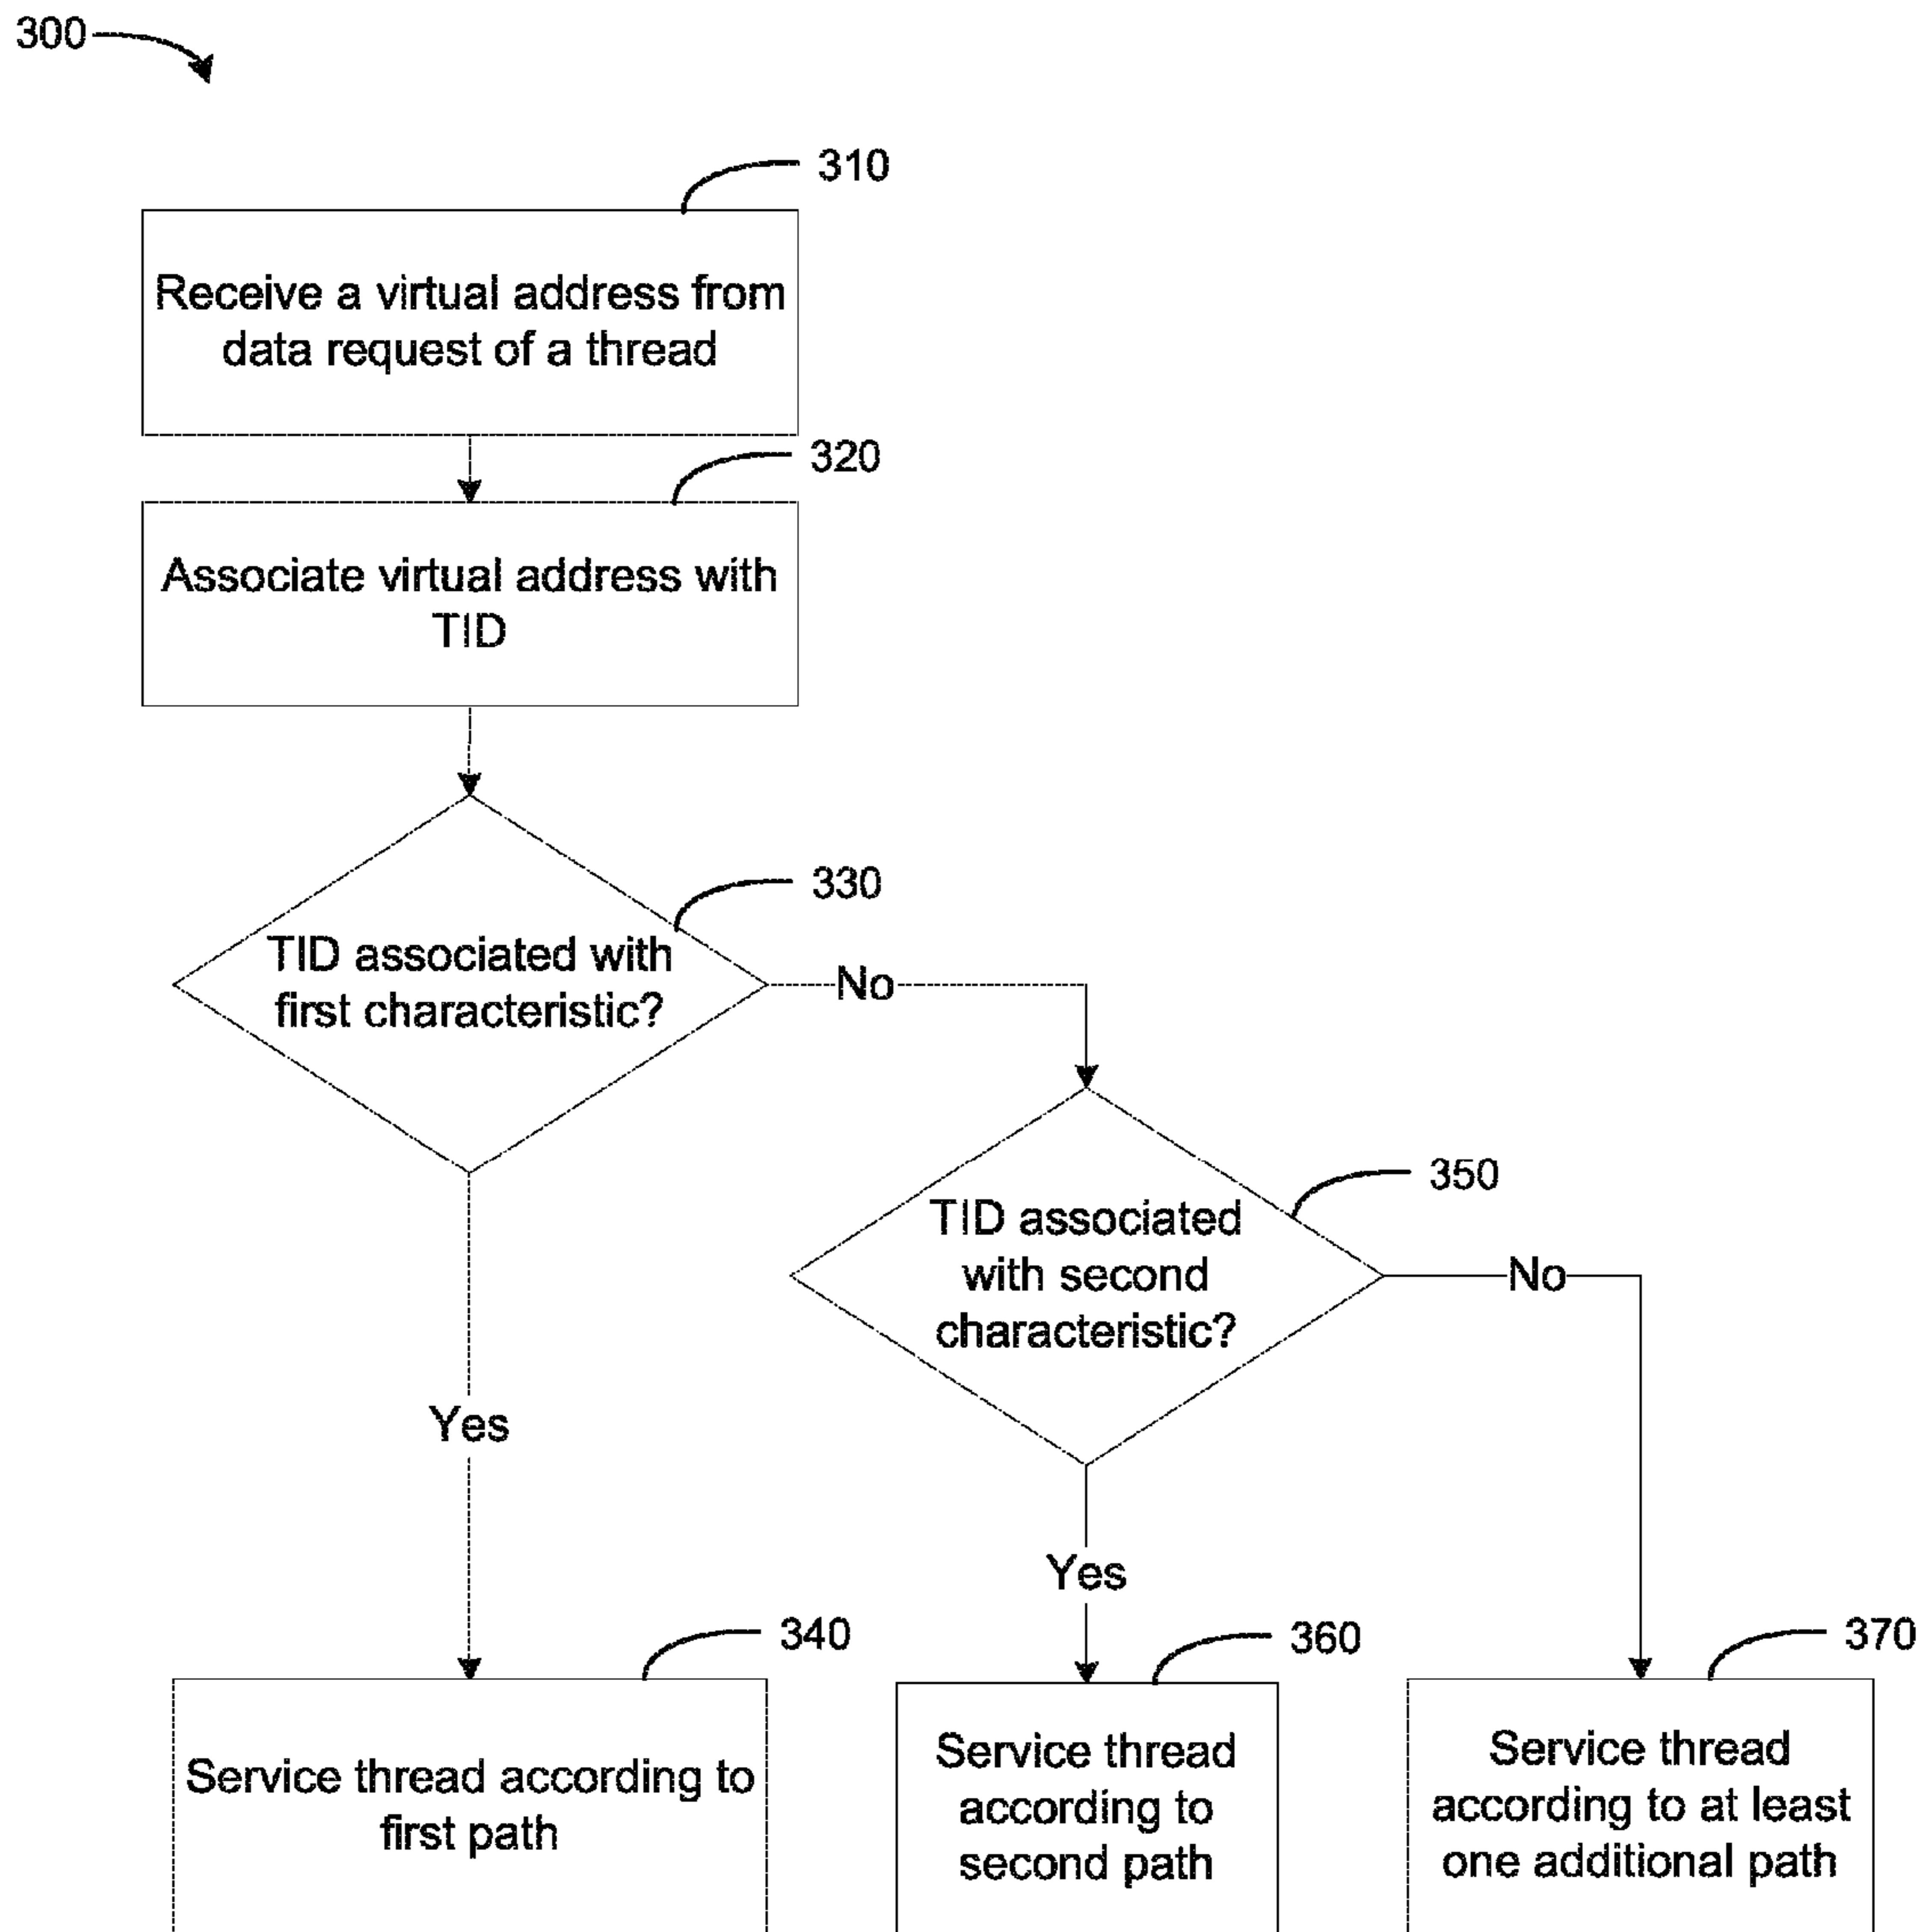 300
310
Receive a virtual address from
data request of a thread
320
Associate virtual address with
TID
330
TID associated with
first characteristic?
No
350
TID associated
with second
characteristic?
No
Yes
Yes
340
Service thread according to
first path
360
Service thread
according to
second path
370
Service thread
according to at least
one additional path